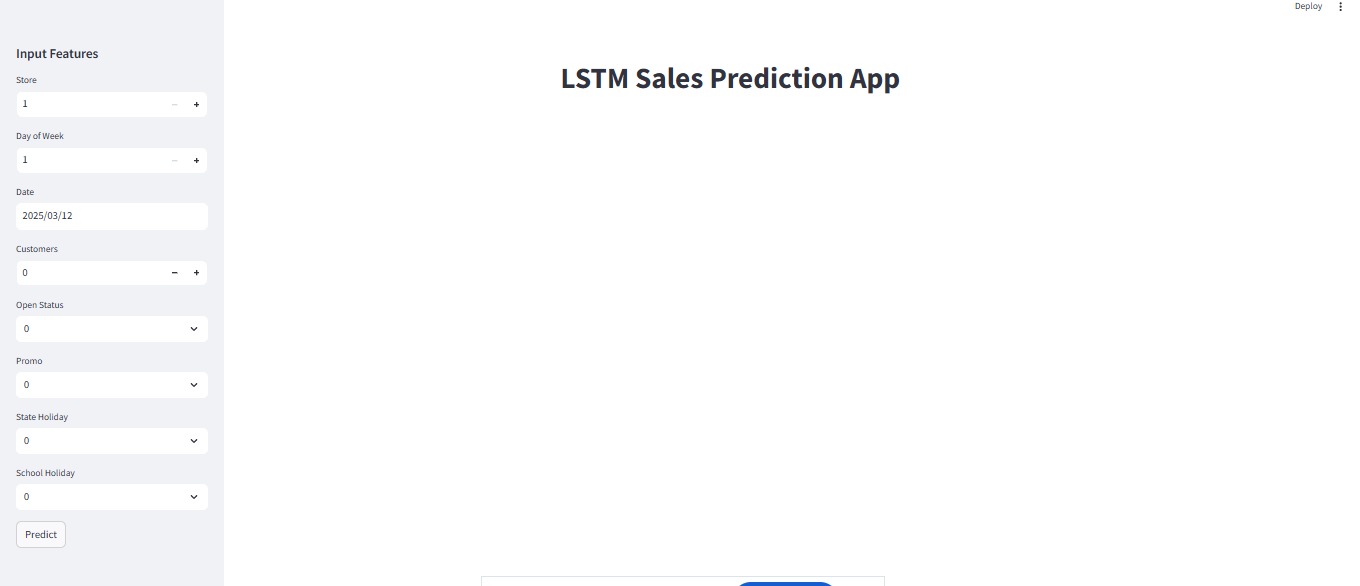 Deploy
Input Features
Store
1
Day of Week
1
Date
2025/03/12
Customers
0
Open Status
0
Promo
0
State Holiday
0
School Holiday
0
Predict
LSTM Sales Prediction App